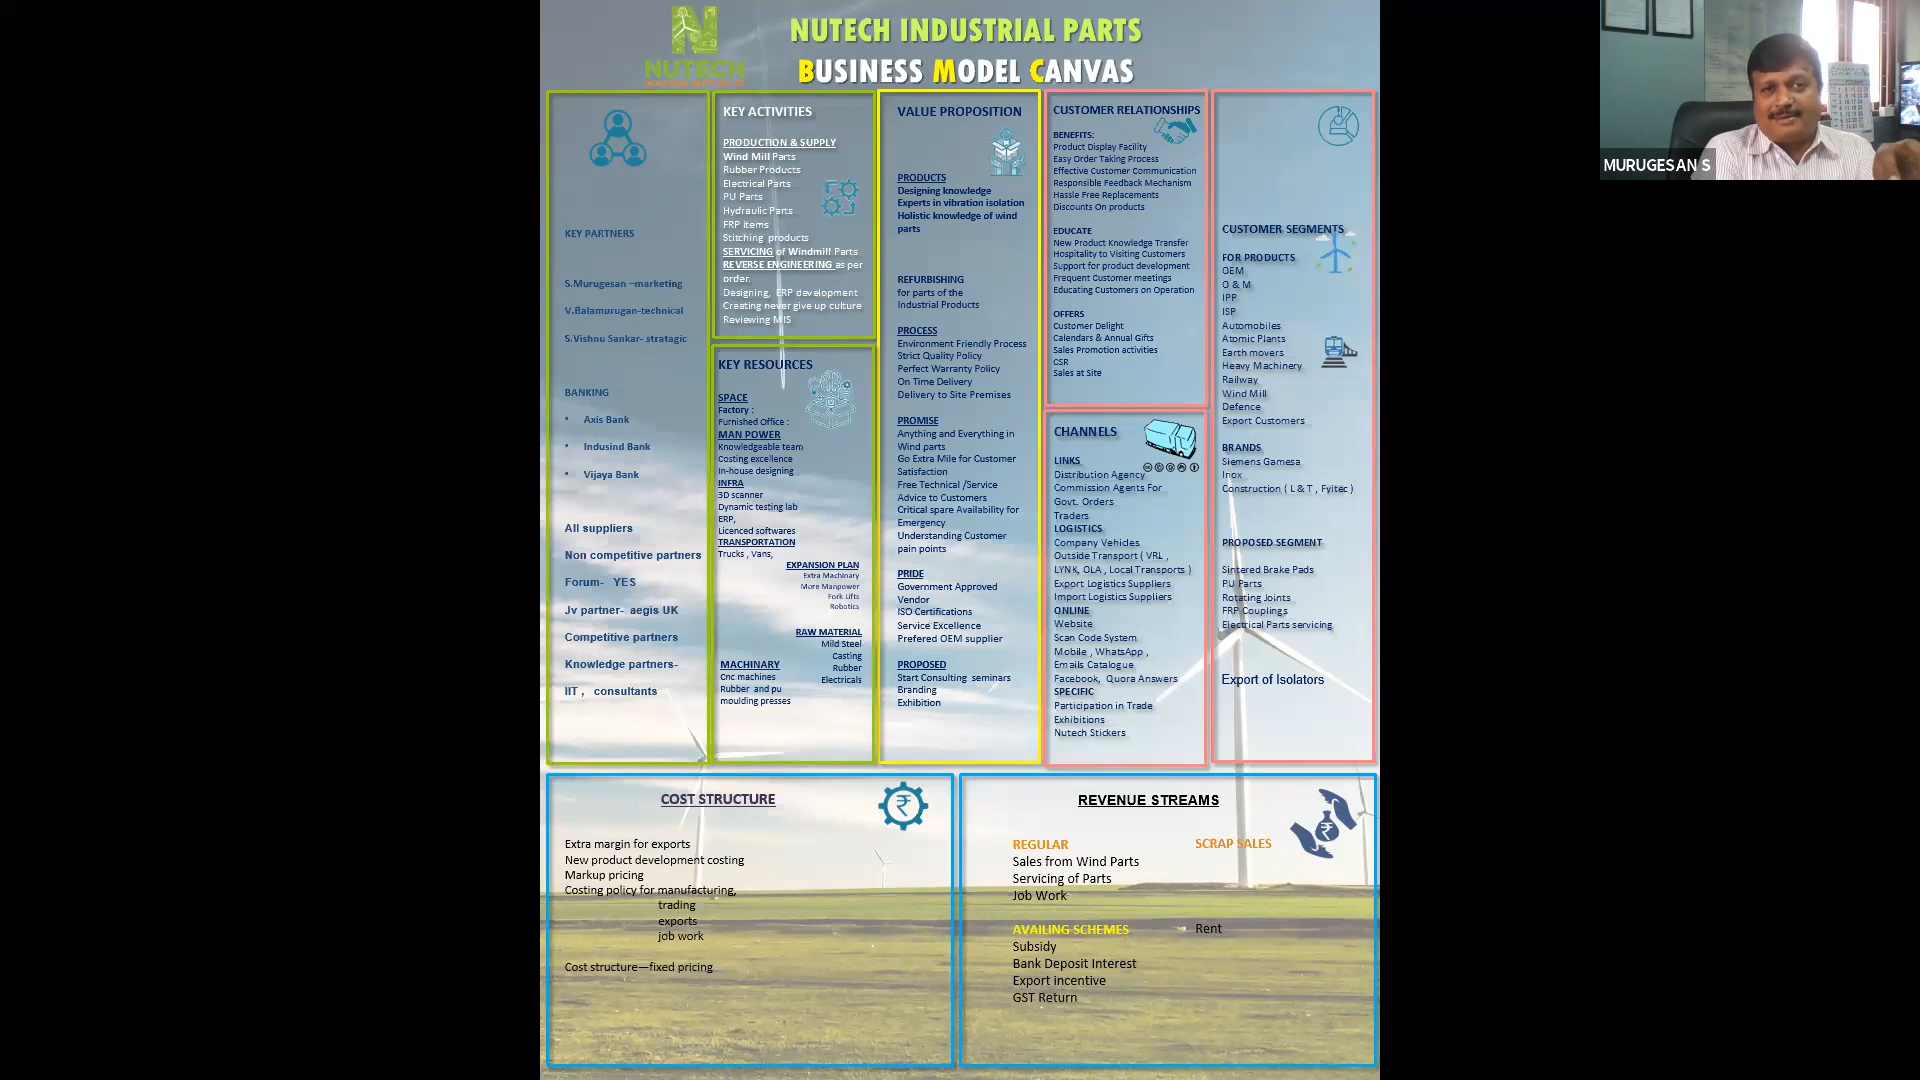 NUTECH
NUTECH INDUSTRIAL PARTS
BUSINESS MODEL CANVAS
MURUGESAN S
KEY PARTNERS
S.Murugesan –marketing
V.Balamurugan-technical
S.Vishnu Sankar- stratagic
BANKING
• Axis Bank
• Indusind Bank
• Vijaya Bank
All suppliers
Non competitive partners
Forum- YES
Jv partner- aegis UK
Competitive partners
Knowledge partners-
IIT , consultants
KEY ACTIVITIES
PRODUCTION & SUPPLY
Wind Mill Parts
Rubber Products
Electrical Parts
PU Parts
Hydraulic Parts
FRP items
Stitching products
SERVICING of Windmill Parts
REVERSE ENGINEERING as per
order.
Designing, ERP development
Creating never give up culture
Reviewing MIS
KEY RESOURCES
SPACE
Factory :
Furnished Office :
MAN POWER
Knowledgeable team
Costing excellence
In-house designing
INFRA
3D scanner
Dynamic testing lab
ERP,
Licenced softwares
TRANSPORTATION
Trucks , Vans,
EXPANSION PLAN
Extra Machinary
More Manpower
Fork Lifts
Robotics
RAW MATERIAL
Mild Steel
Casting
Rubber
Electricals
MACHINARY
Cnc machines
Rubber and pu
moulding presses
VALUE PROPOSITION
PRODUCTS
Designing knowledge
Experts in vibration isolation
Holistic knowledge of wind
parts
REFURBISHING
for parts of the
Industrial Products
PROCESS
Environment Friendly Process
Strict Quality Policy
Perfect Warranty Policy
On Time Delivery
Delivery to Site Premises
PROMISE
Anything and Everything in
Wind parts
Go Extra Mile for Customer
Satisfaction
Free Technical /Service
Advice to Customers
Critical spare Availability for
Emergency
Understanding Customer
pain points
PRIDE
Government Approved
Vendor
ISO Certifications
Service Excellence
Prefered OEM supplier
PROPOSED
Start Consulting seminars
Branding
Exhibition
CUSTOMER RELATIONSHIPS
BENEFITS:
Product Display Facility
Easy Order Taking Process
Effective Customer Communication
Responsible Feedback Mechanism
Hassle Free Replacements
Discounts On products
EDUCATE
New Product Knowledge Transfer
Hospitality to Visiting Customers
Support for product development
Frequent Customer meetings
Educating Customers on Operation
OFFERS
Customer Delight
Calendars & Annual Gifts
Sales Promotion activities
CSR
Sales at Site
CHANNELS
LINKS
Distribution Agency
Commission Agents For
Govt. Orders
Traders
LOGISTICS
Company Vehicles
Outside Transport ( VRL ,
LYNK, OLA , Local Transports )
Export Logistics Suppliers
Import Logistics Suppliers
ONLINE
Website
Scan Code System
Mobile , WhatsApp ,
Emails Catalogue
Facebook, Quora Answers
SPECIFIC
Participation in Trade
Exhibitions
Nutech Stickers
CUSTOMER SEGMENTS
FOR PRODUCTS
OEM
O & M
IPP
ISP
Automobiles
Atomic Plants
Earth movers
Heavy Machinery
Railway
Wind Mill
Defence
Export Customers
BRANDS
Siemens Gamesa
Inox
Construction ( L & T , Fyitec )
PROPOSED SEGMENT
Sintered Brake Pads
PU Parts
Rotating Joints
FRP Couplings
Electrical Parts servicing
Export of Isolators
COST STRUCTURE
Extra margin for exports
New product development costing
Markup pricing
Costing policy for manufacturing,
trading
exports
job work
Cost structure—fixed pricing
REVENUE STREAMS
REGULAR
Sales from Wind Parts
Servicing of Parts
Job Work
SCRAP SALES
AVAILING SCHEMES
Subsidy
Bank Deposit Interest
Export incentive
GST Return
Rent